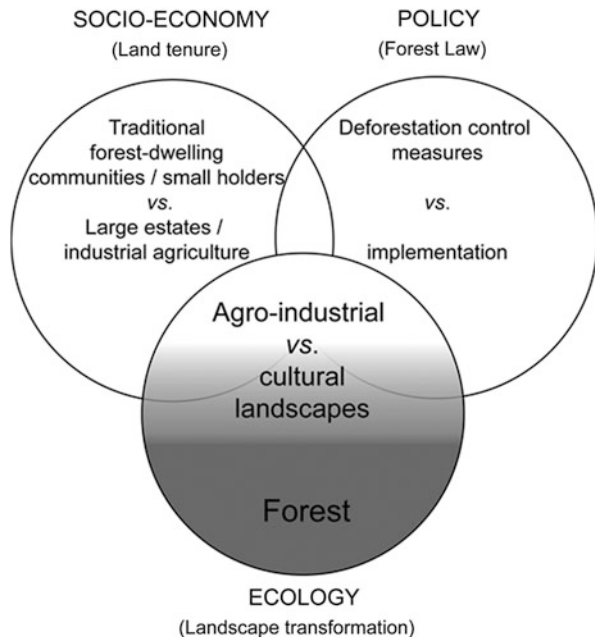 SOCIO-ECONOMY
(Land tenure)
POLICY
(Forest Law)
Traditional
forest-dwelling
communities / small holders
vs.
Large estates /
industrial agriculture
Deforestation control
measures
vs.
implementation
Agro-industrial
vs.
cultural
landscapes
Forest
ECOLOGY
(Landscape transformation)